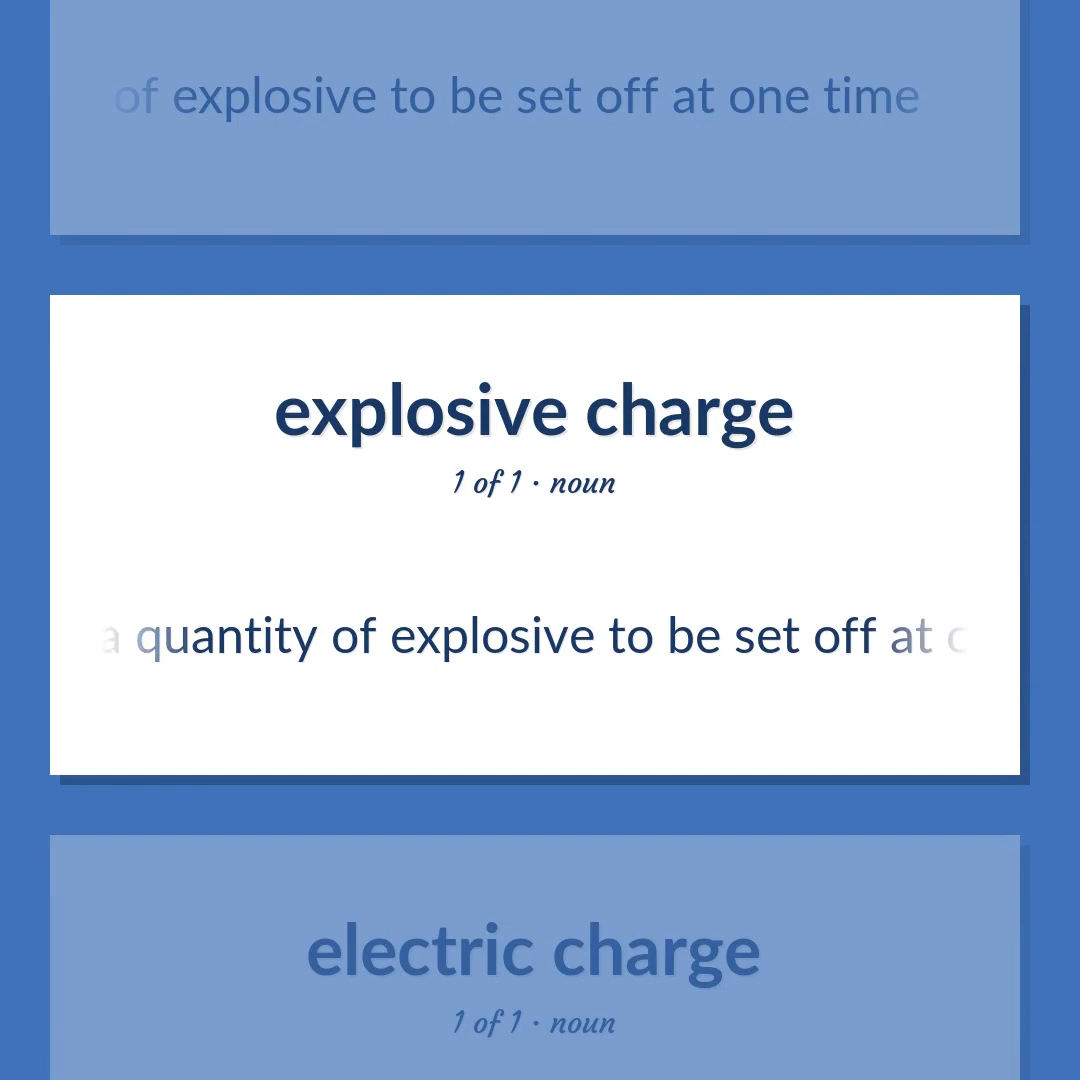 of explosive to be set off at one time
explosive charge
1 of 1 · noun
a quantity of explosive to be set off at
electric charge
1 of 1 · noun